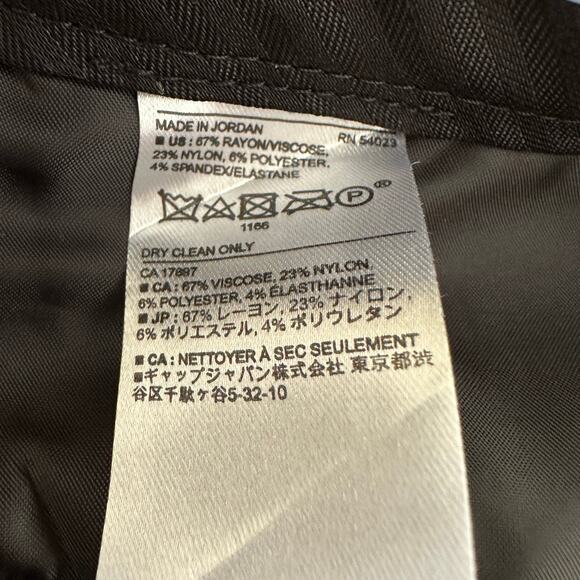 MADE IN JORDAN RN 54023
■ US : 67% RAYON/VISCOSE,
23% NYLON, 6% POLYESTER,
4% SPANDEX/ELASTANE
P ®
1166
DRY CLEAN ONLY
CA 17897
■ CA : 67% VISCOSE, 23% NYLON,
6% POLYESTER, 4% ÉLASTHANNE
■ JP : 67% レーヨン, 23% ナイロン,
6% ポリエステル, 4% ポリウレタン
■ CA : NETTOYER À SEC SEULEMENT
■ギャップジャパン株式会社 東京都渋
谷区千駄ヶ谷5-32-10